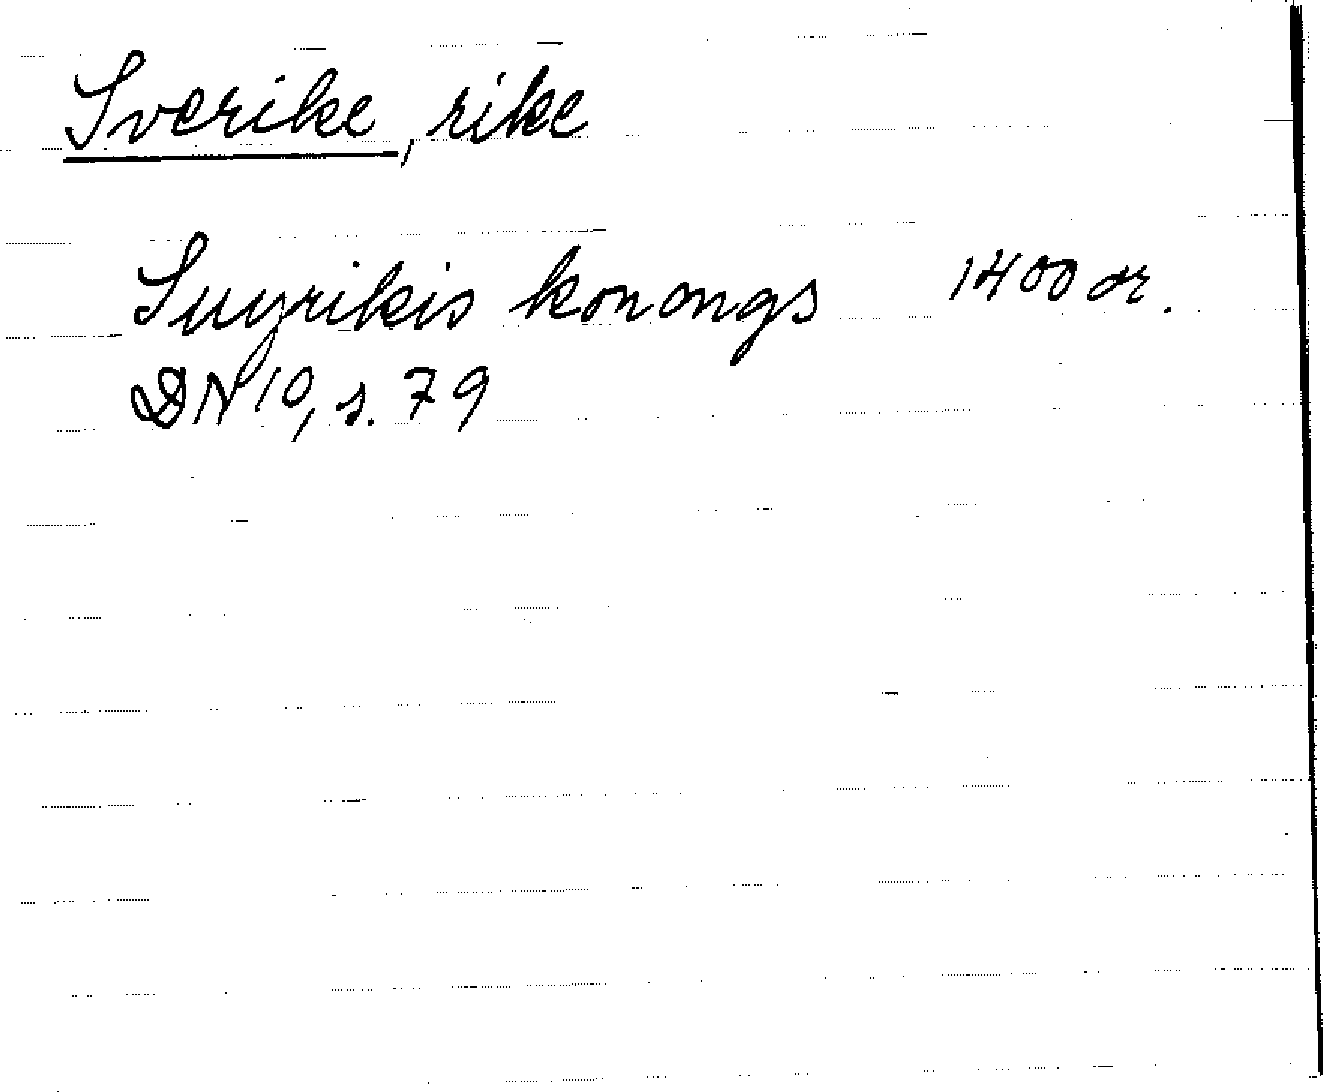 Sverike, rike
Suyrikis konongs 1400 or.
DN 10, s. 79